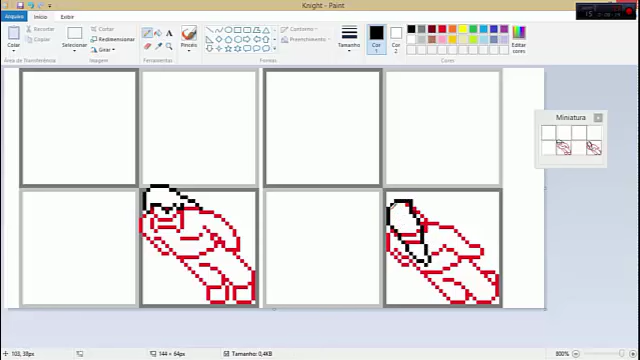 Knight - Paint
Arquivo Início Exibir
Colar
Recortar
Copiar
Área de Transferência
Selecionar
Cortar
Redimensionar
Girar
Imagem
A
Ferramentas
Pincéis
Contorno
Preenchimento
Formas
Tamanho
Cor 1
Cor 2
Editar cores
Cores
Miniatura
103, 38px
144 × 64px
Tamanho: 0,4KB
800%